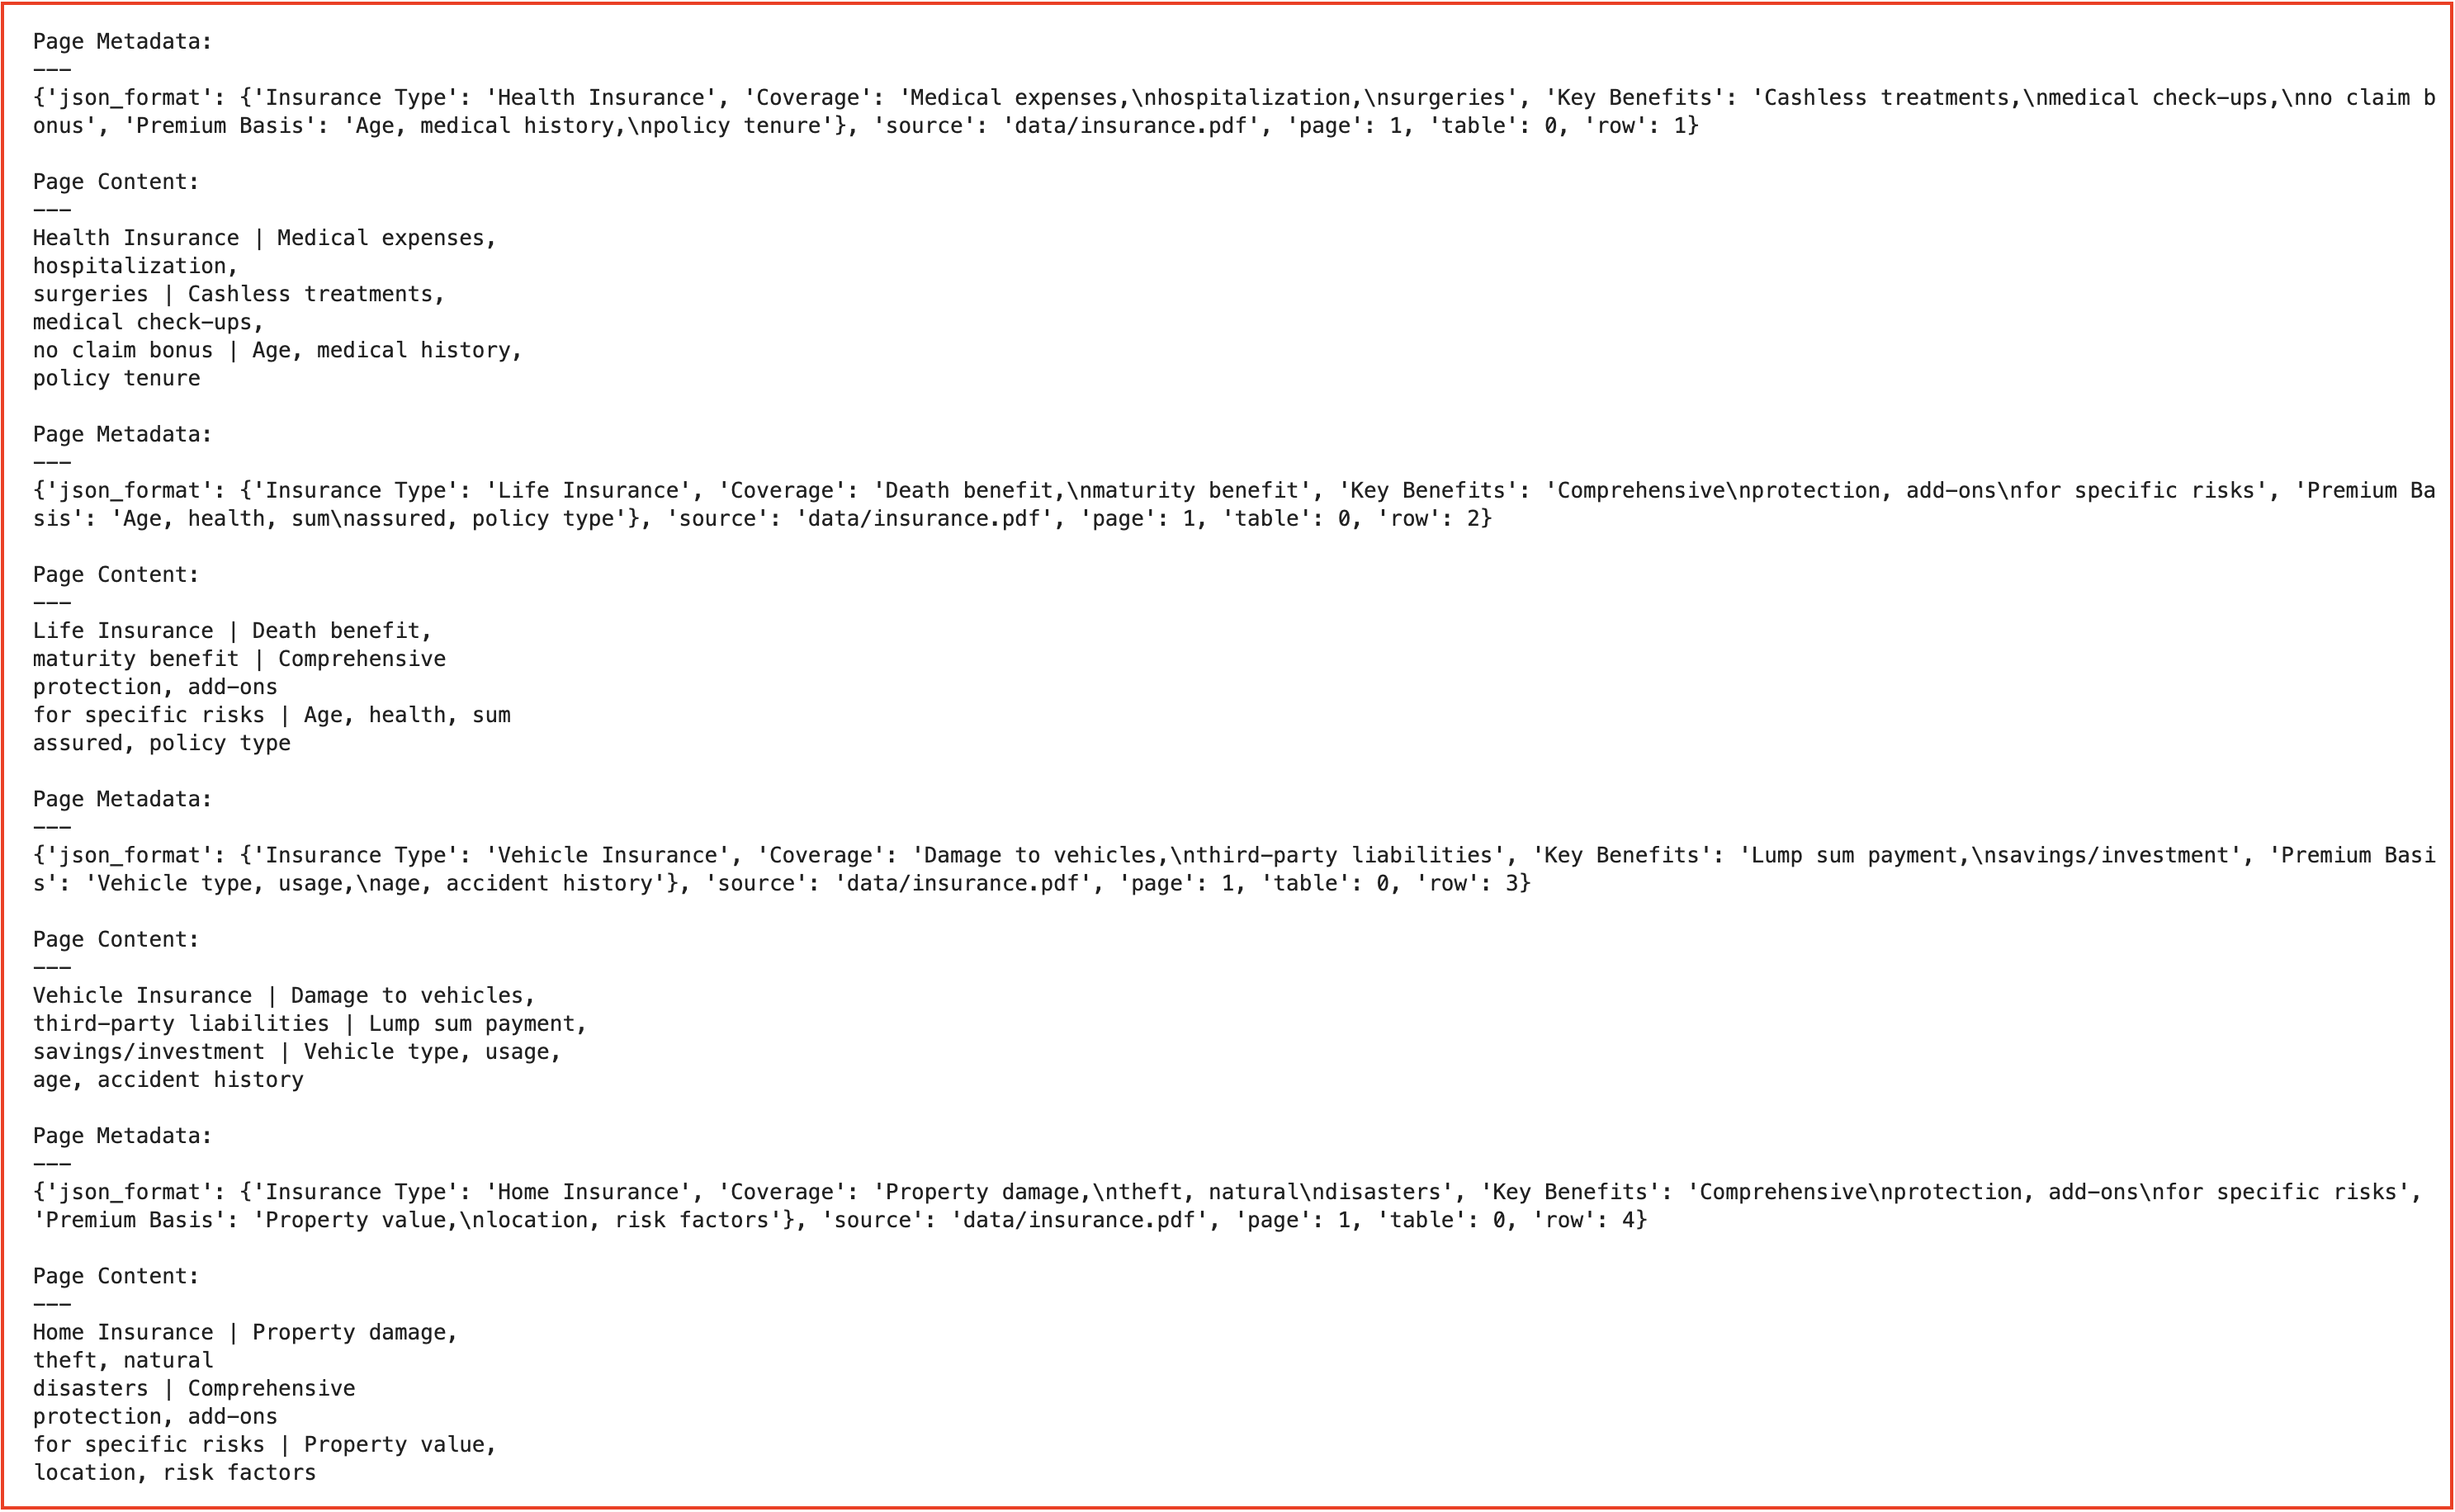 Page Metadata:
---
{'json_format': {'Insurance Type': 'Health Insurance', 'Coverage': 'Medical expenses,\nhospitalization,\nsurgeries', 'Key Benefits': 'Cashless treatments,\nmedical check-ups,\nno claim b
onus', 'Premium Basis': 'Age, medical history,\npolicy tenure'}, 'source': 'data/insurance.pdf', 'page': 1, 'table': 0, 'row': 1}
Page Content:
---
Health Insurance | Medical expenses,
hospitalization,
surgeries | Cashless treatments,
medical check-ups,
no claim bonus | Age, medical history,
policy tenure
Page Metadata:
---
{'json_format': {'Insurance Type': 'Life Insurance', 'Coverage': 'Death benefit,\nmaturity benefit', 'Key Benefits': 'Comprehensive\nprotection, add-ons\nfor specific risks', 'Premium Ba
sis': 'Age, health, sum\nassured, policy type'}, 'source': 'data/insurance.pdf', 'page': 1, 'table': 0, 'row': 2}
Page Content:
---
Life Insurance | Death benefit,
maturity benefit | Comprehensive
protection, add-ons
for specific risks | Age, health, sum
assured, policy type
Page Metadata:
---
{'json_format': {'Insurance Type': 'Vehicle Insurance', 'Coverage': 'Damage to vehicles,\nthird-party liabilities', 'Key Benefits': 'Lump sum payment,\nsavings/investment', 'Premium Basi
s': 'Vehicle type, usage,\nage, accident history'}, 'source': 'data/insurance.pdf', 'page': 1, 'table': 0, 'row': 3}
Page Content:
---
Vehicle Insurance | Damage to vehicles,
third-party liabilities | Lump sum payment,
savings/investment | Vehicle type, usage,
age, accident history
Page Metadata:
---
{'json_format': {'Insurance Type': 'Home Insurance', 'Coverage': 'Property damage,\ntheft, natural\ndisasters', 'Key Benefits': 'Comprehensive\nprotection, add-ons\nfor specific risks',
'Premium Basis': 'Property value,\nlocation, risk factors'}, 'source': 'data/insurance.pdf', 'page': 1, 'table': 0, 'row': 4}
Page Content:
---
Home Insurance | Property damage,
theft, natural
disasters | Comprehensive
protection, add-ons
for specific risks | Property value,
location, risk factors